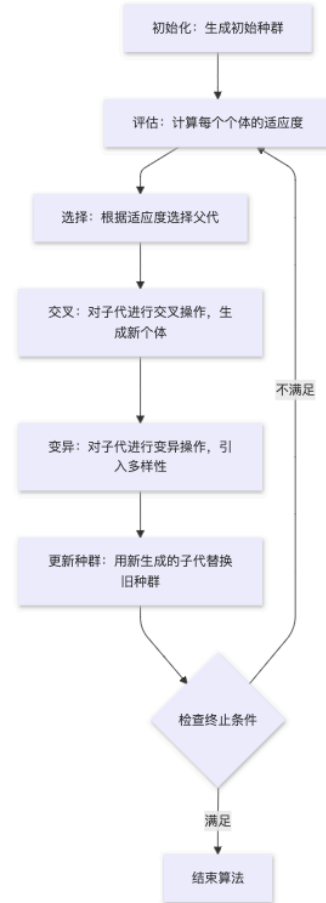 初始化：生成初始种群
评估：计算每个个体的适应度
选择：根据适应度选择父代
交叉：对子代进行交叉操作，生
成新个体
不满足
变异：对子代进行变异操作，引
入多样性
更新种群：用新生成的子代替换
旧种群
检查终止条件
满足
结束算法